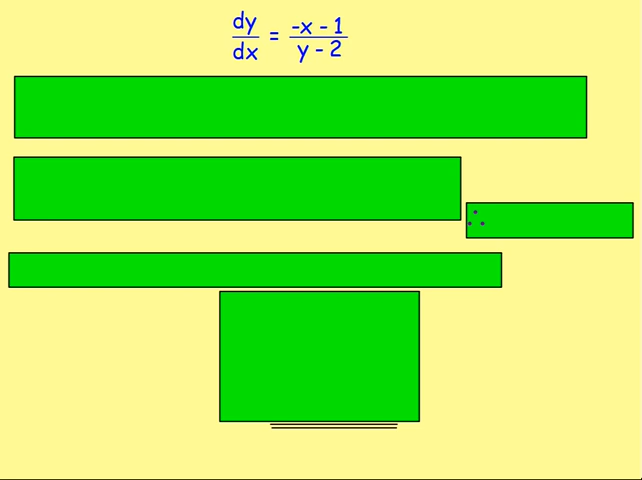 dy/dx = -x - 1/y - 2
∴